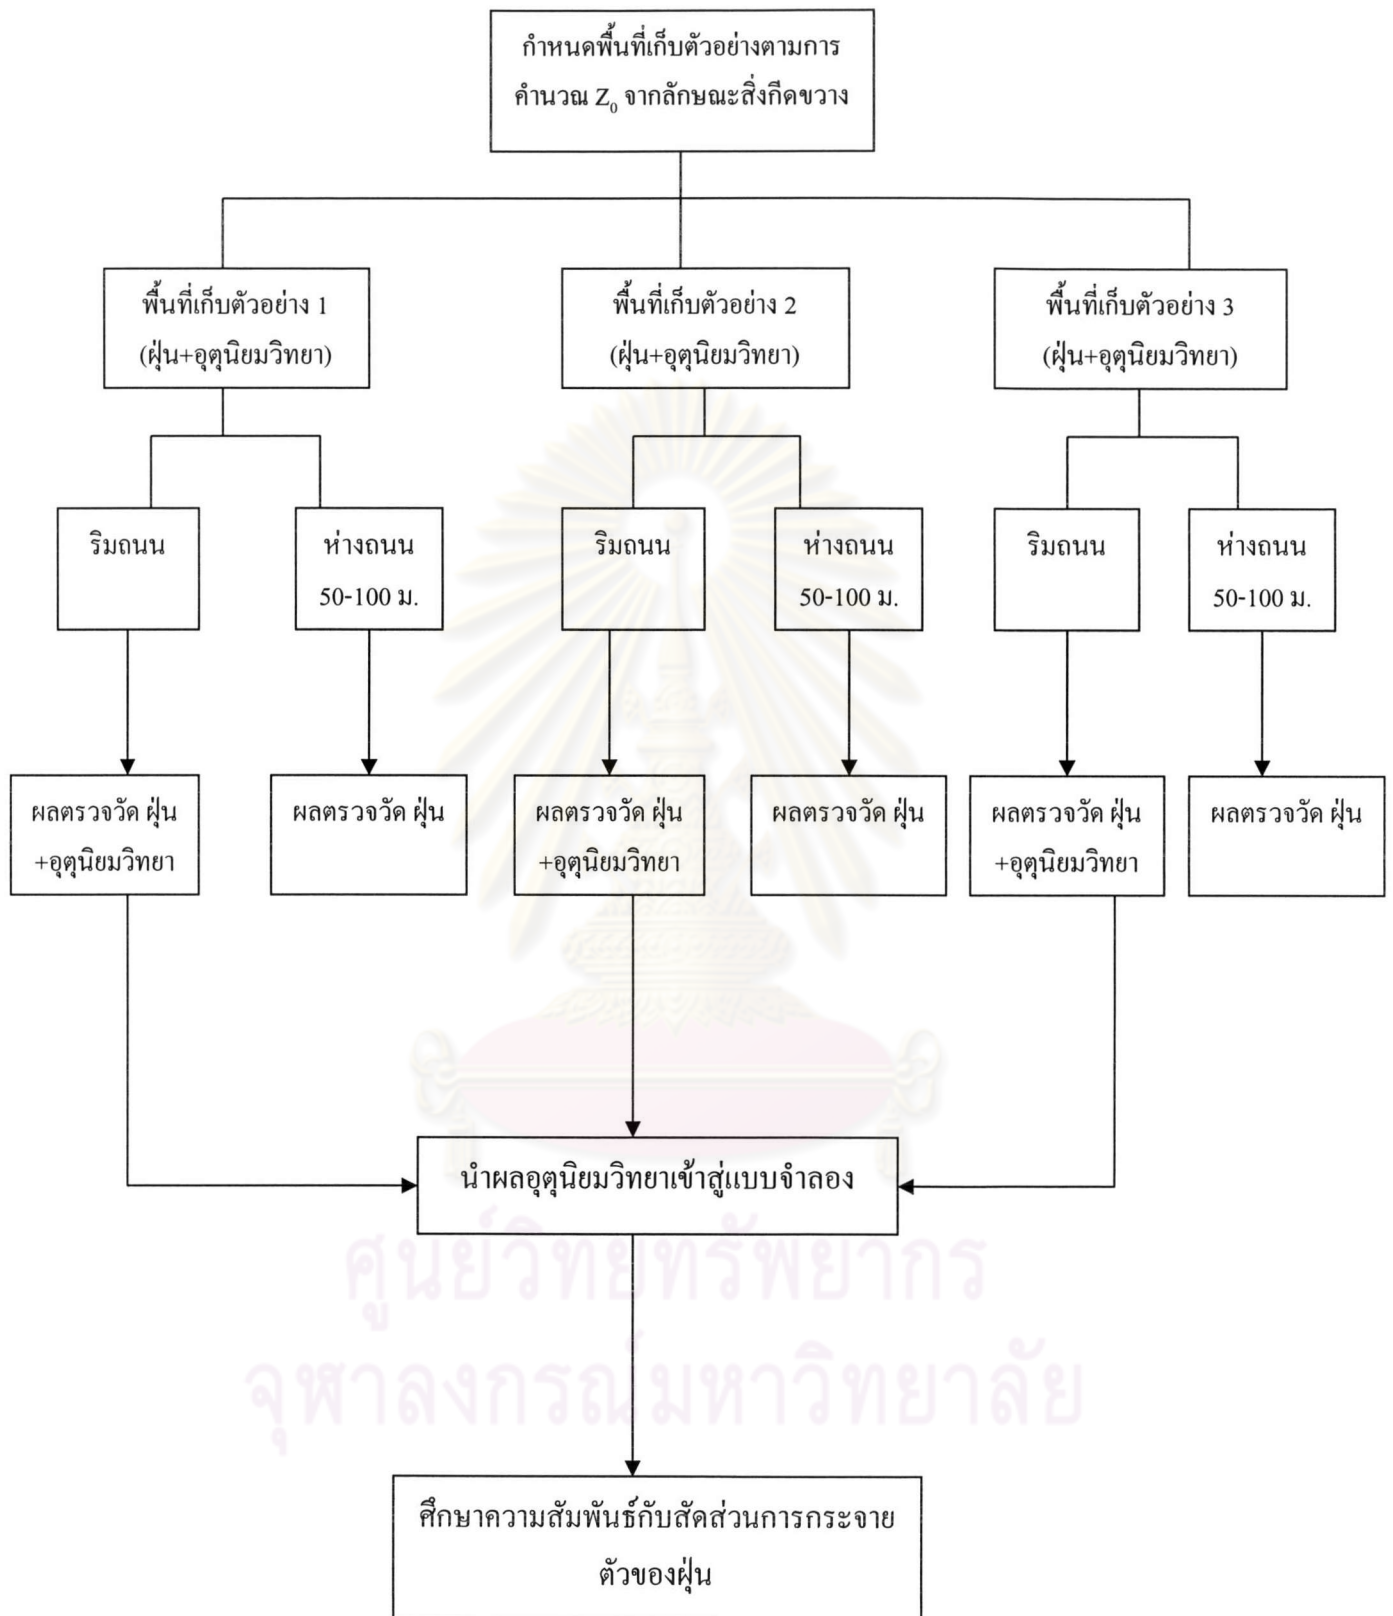 กำหนดพื้นที่เก็บตัวอย่างตามการ
คำนวณ Z₀ จากลักษณะสิ่งกีดขวาง
พื้นที่เก็บตัวอย่าง 1
(ฝุ่น+อุตุนิยมวิทยา)
พื้นที่เก็บตัวอย่าง 2
(ฝุ่น+อุตุนิยมวิทยา)
พื้นที่เก็บตัวอย่าง 3
(ฝุ่น+อุตุนิยมวิทยา)
ริมถนน
ห่างถนน
50-100 ม.
ริมถนน
ห่างถนน
50-100 ม.
ริมถนน
ห่างถนน
50-100 ม.
ผลตรวจวัด ฝุ่น
+อุตุนิยมวิทยา
ผลตรวจวัด ฝุ่น
ผลตรวจวัด ฝุ่น
+อุตุนิยมวิทยา
ผลตรวจวัด ฝุ่น
ผลตรวจวัด ฝุ่น
+อุตุนิยมวิทยา
ผลตรวจวัด ฝุ่น
นำผลอุตุนิยมวิทยาเข้าสู่แบบจำลอง
ศูนย์วิทยทรัพยากร
จุฬาลงกรณ์มหาวิทยาลัย
ศึกษาความสัมพันธ์กับสัดส่วนการกระจาย
ตัวของฝุ่น